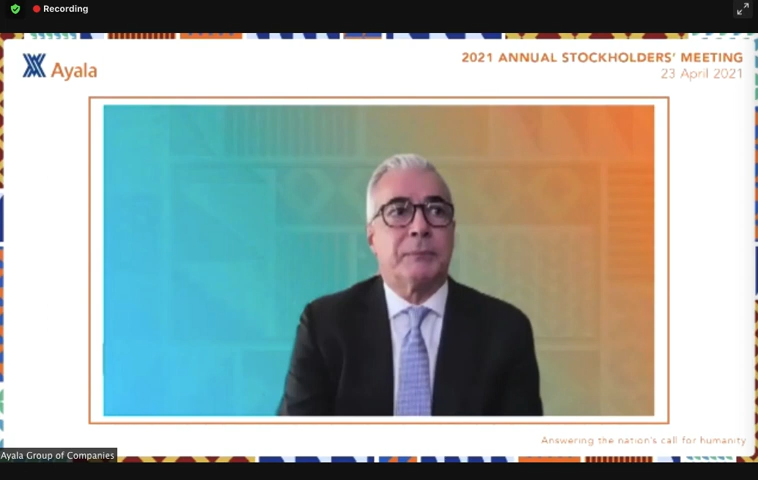 Recording
Ayala
2021 ANNUAL STOCKHOLDERS' MEETING
23 April 2021
Answering the nation's call for humanity
Ayala Group of Companies